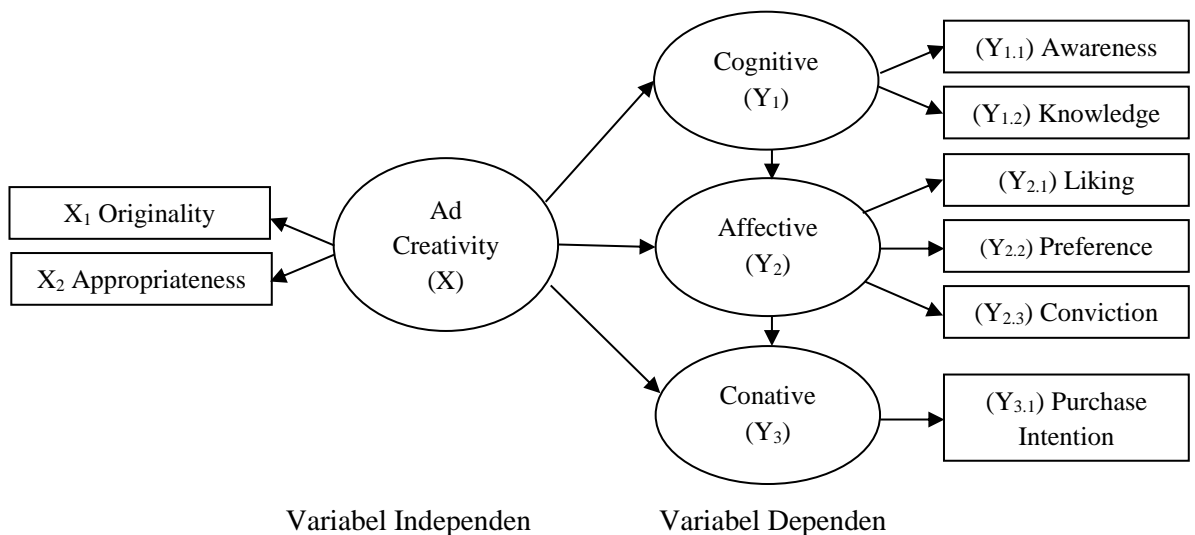 X₁ Originality
X₂ Appropriateness
Ad
Creativity
(X)
Cognitive
(Y₁)
Affective
(Y₂)
Conative
(Y₃)
(Y₁.₁) Awareness
(Y₁.₂) Knowledge
(Y₂.₁) Liking
(Y₂.₂) Preference
(Y₂.₃) Conviction
(Y₃.₁) Purchase
Intention
Variabel Independen
Variabel Dependen